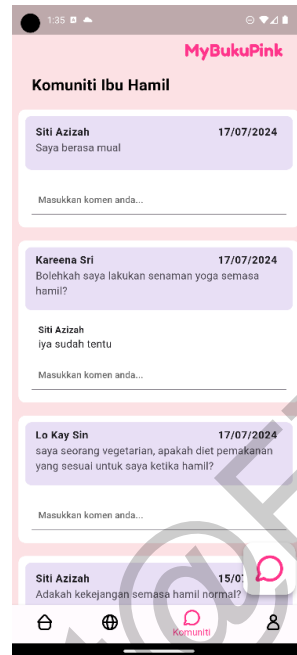 1:35
MyBukuPink
Komuniti Ibu Hamil
Siti Azizah 17/07/2024
Saya berasa mual
Masukkan komen anda...
Kareena Sri 17/07/2024
Bolehkah saya lakukan senaman yoga semasa
hamil?
Siti Azizah
iya sudah tentu
Masukkan komen anda...
Lo Kay Sin 17/07/2024
saya seorang vegetarian, apakah diet pemakanan
yang sesuai untuk saya ketika hamil?
Masukkan komen anda...
Siti Azizah 15/0
Adakah kekejangan semasa hamil normal?
Komuniti